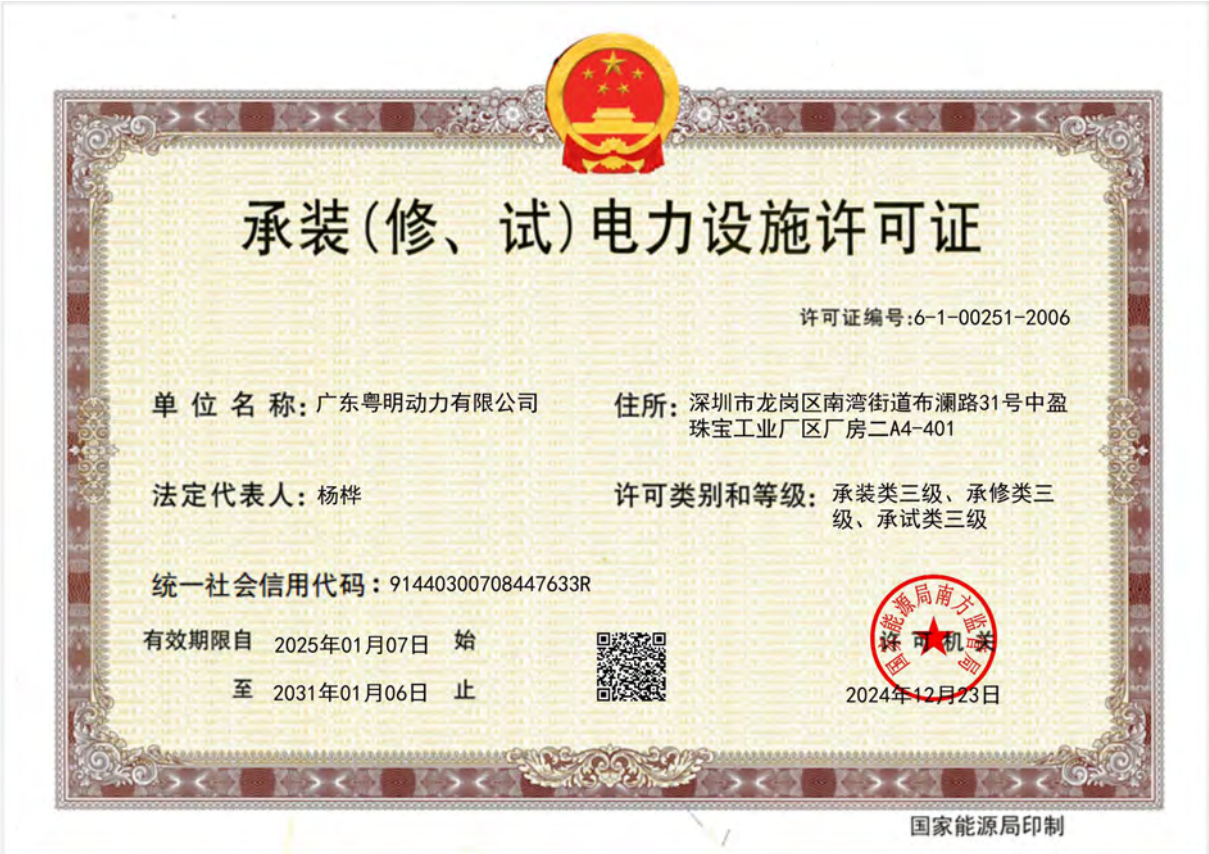 承装(修、试)电力设施许可证
许可证编号:6-1-00251-2006
单位名称:广东粤明动力有限公司
住所:深圳市龙岗区南湾街道布澜路31号中盈
珠宝工业厂区厂房二A4-401
法定代表人:杨桦
许可类别和等级:承装类三级、承修类三
级、承试类三级
统一社会信用代码:91440300708447633R
有效期限自 2025年01月07日 始
至 2031年01月06日 止
国家能源局南方监管局
许可机关
2024年12月23日
国家能源局印制